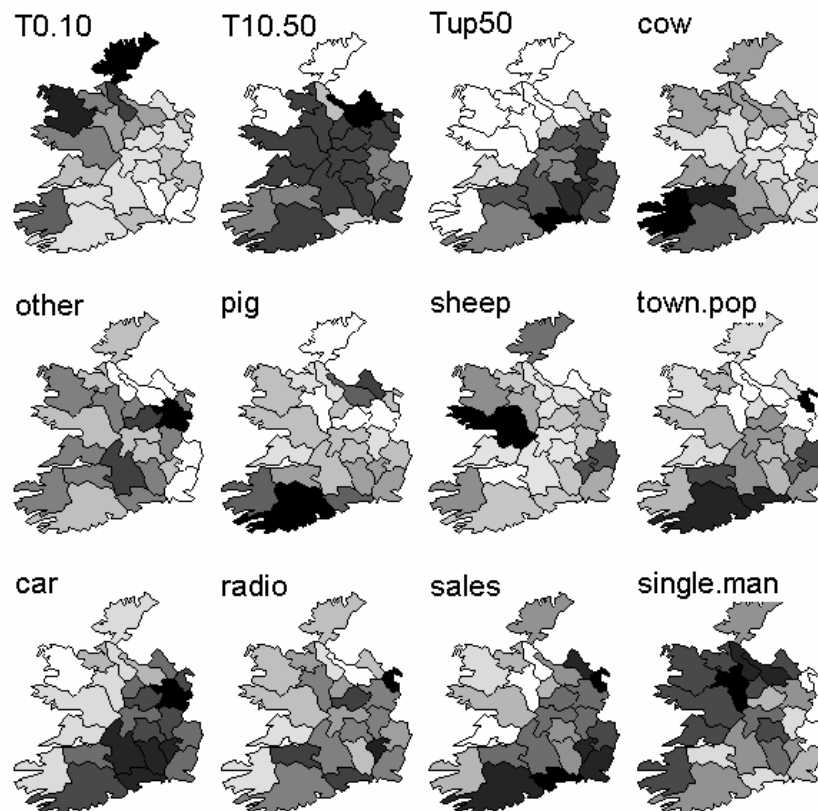 T0.10 T10.50 Tup50 cow
other pig sheep town.pop
car radio sales single.man